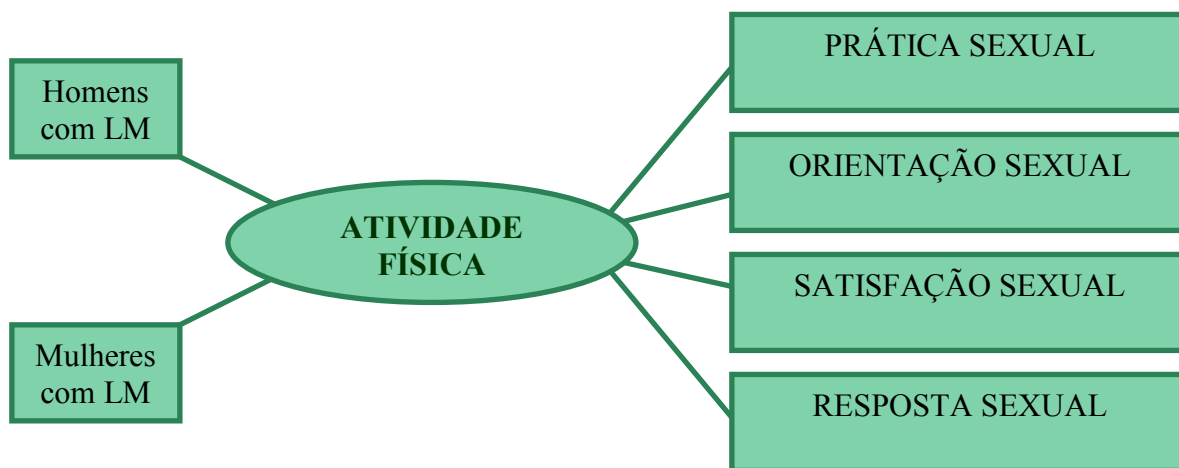 Homens
com LM
Mulheres
com LM
ATIVIDADE
FÍSICA
PRÁTICA SEXUAL
ORIENTAÇÃO SEXUAL
SATISFAÇÃO SEXUAL
RESPOSTA SEXUAL